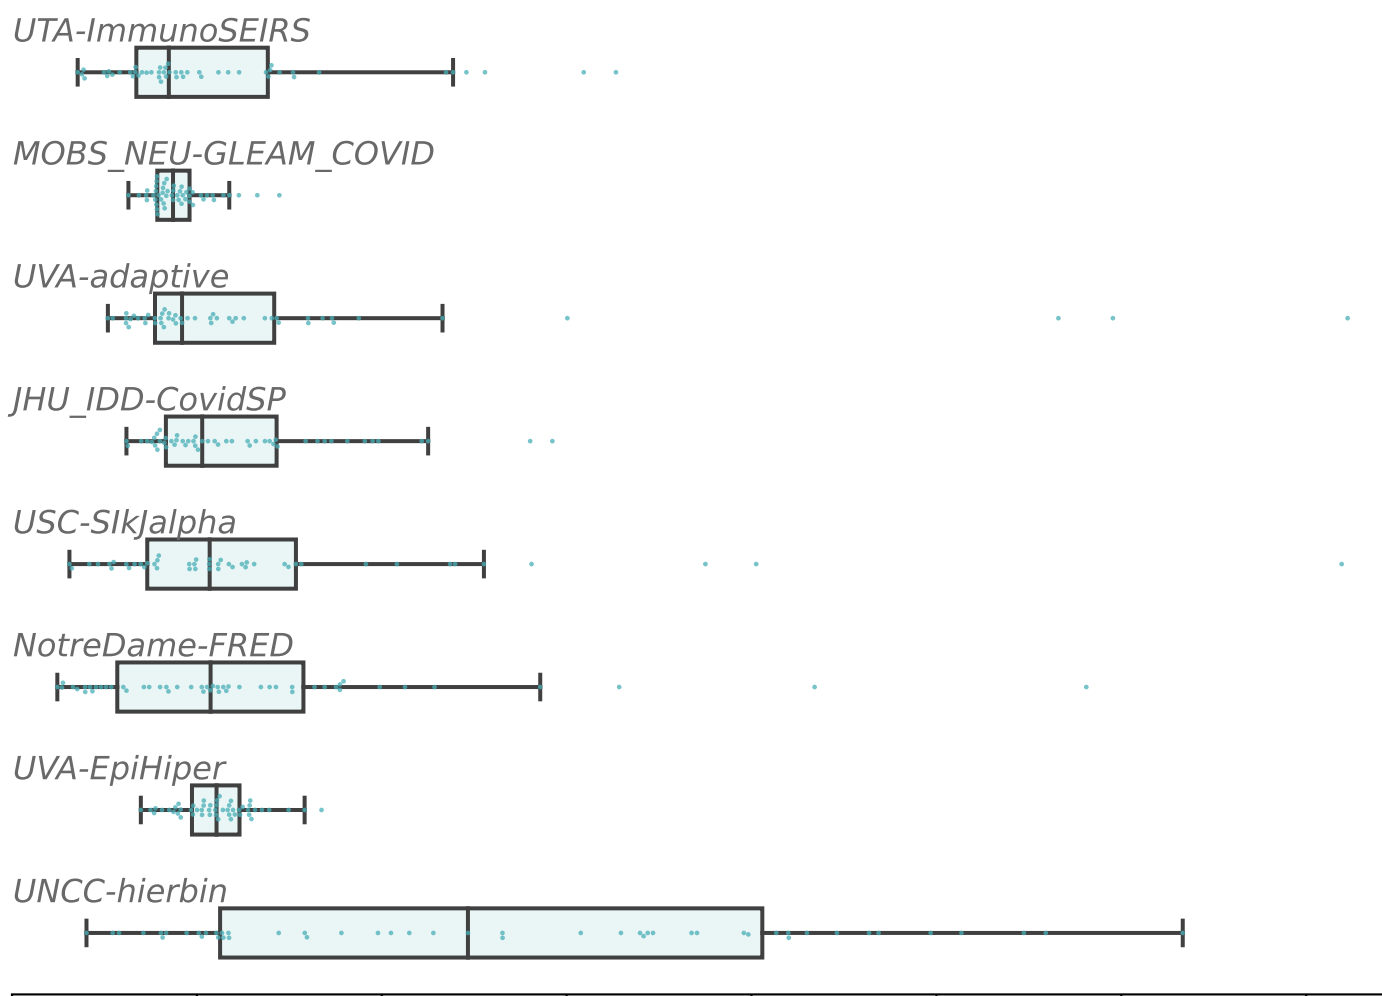 UTA-ImmunoSEIRS
MOBS_NEU-GLEAM_COVID
UVA-adaptive
JHU_IDD-CovidSP
USC-SIkJalpha
NotreDame-FRED
UVA-EpiHiper
UNCC-hierbin